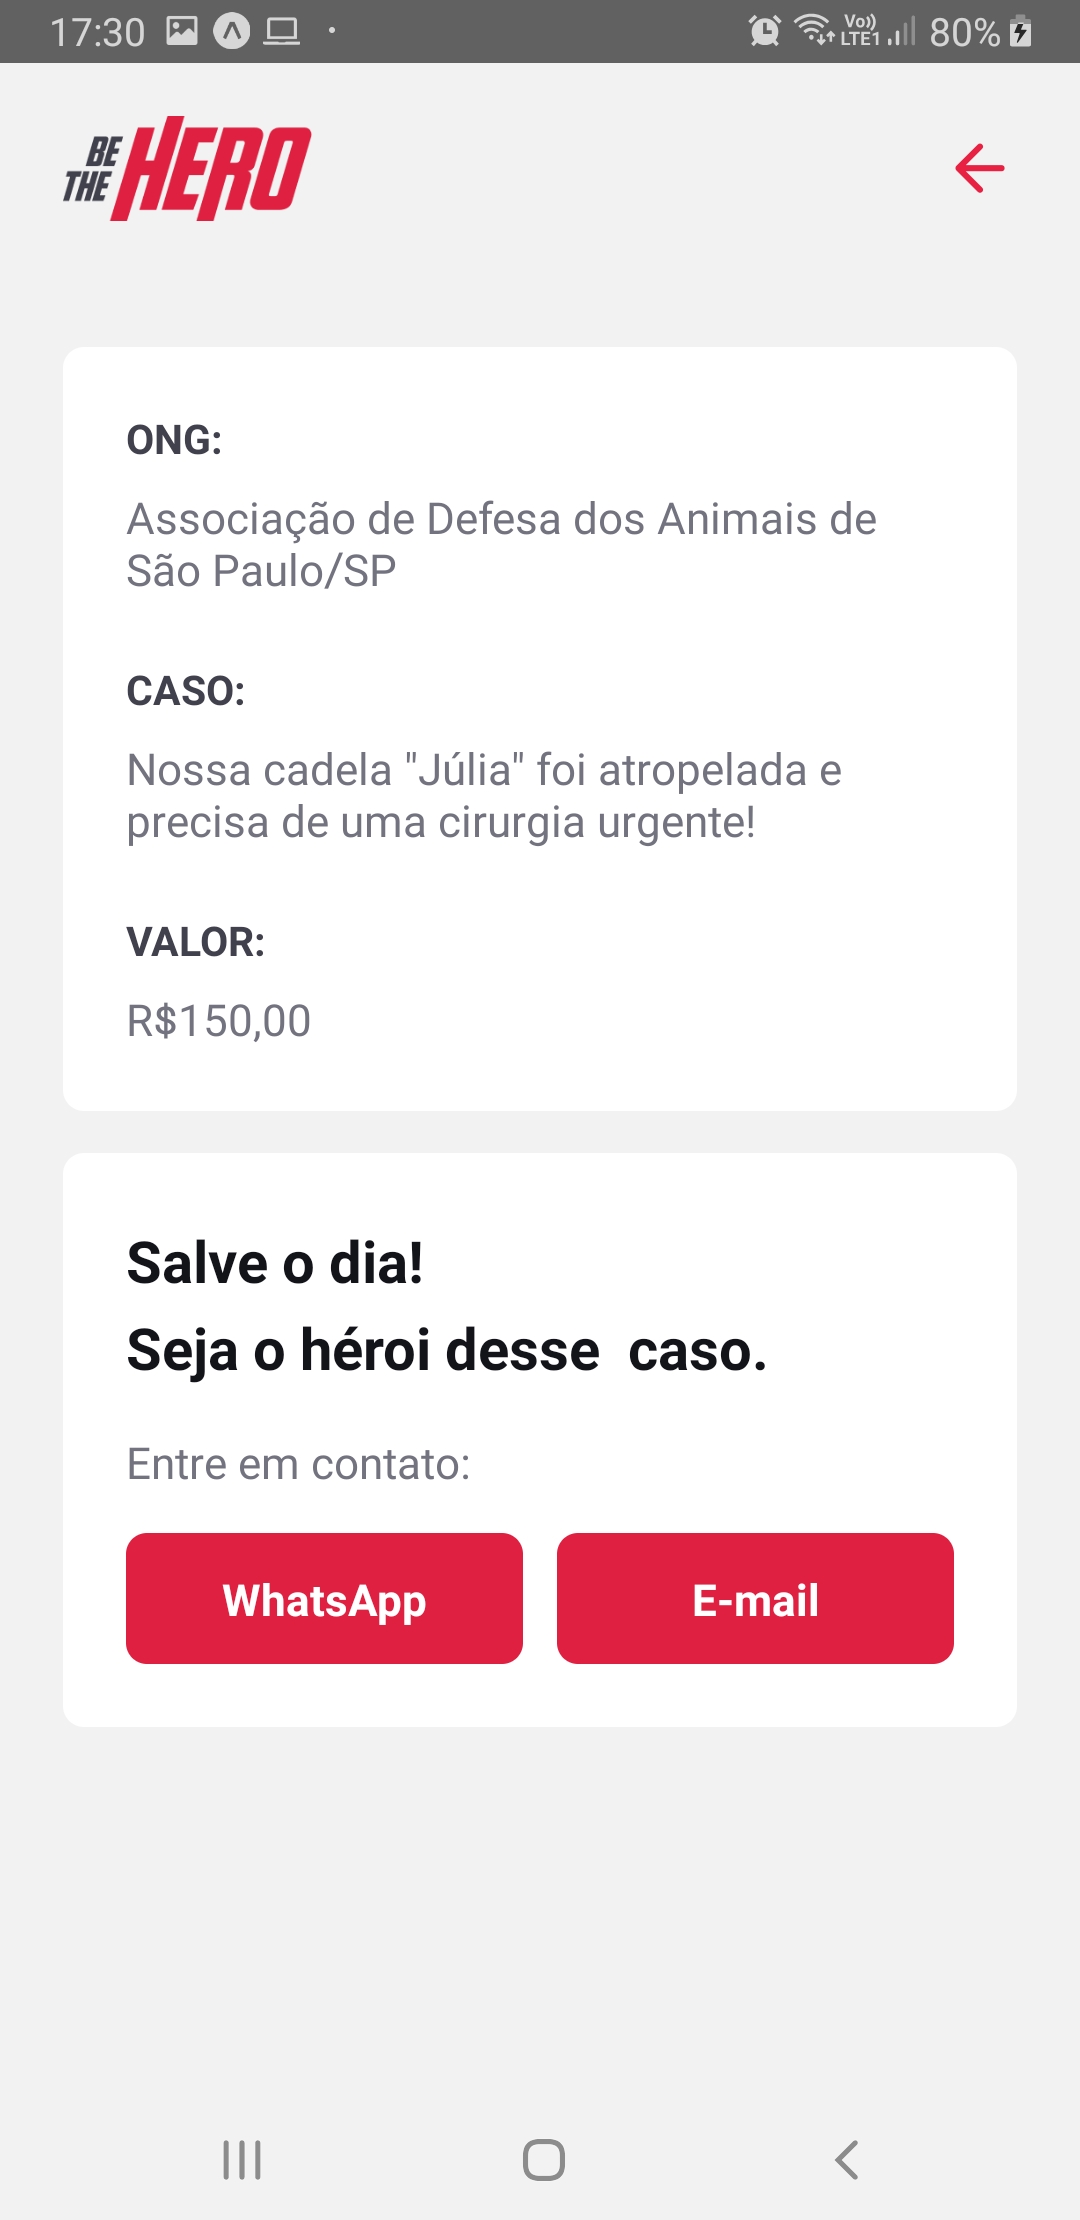 17:30
Vo)) LTE1 80%
BE THE HERO
ONG:
Associação de Defesa dos Animais de
São Paulo/SP
CASO:
Nossa cadela "Júlia" foi atropelada e
precisa de uma cirurgia urgente!
VALOR:
R$150,00
Salve o dia!
Seja o héroi desse  caso.
Entre em contato:
WhatsApp
E-mail